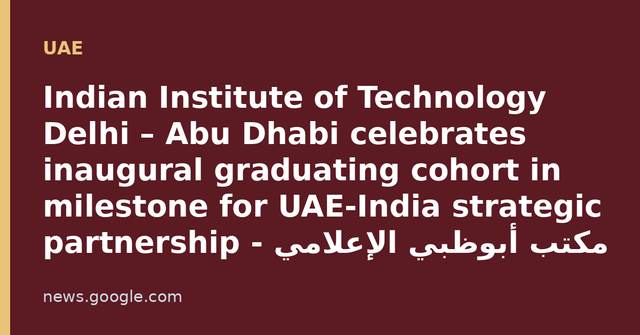 UAE
Indian Institute of Technology
Delhi – Abu Dhabi celebrates
inaugural graduating cohort in
milestone for UAE-India strategic
partnership - مكتب أبوظبي الإعلامي
news.google.com